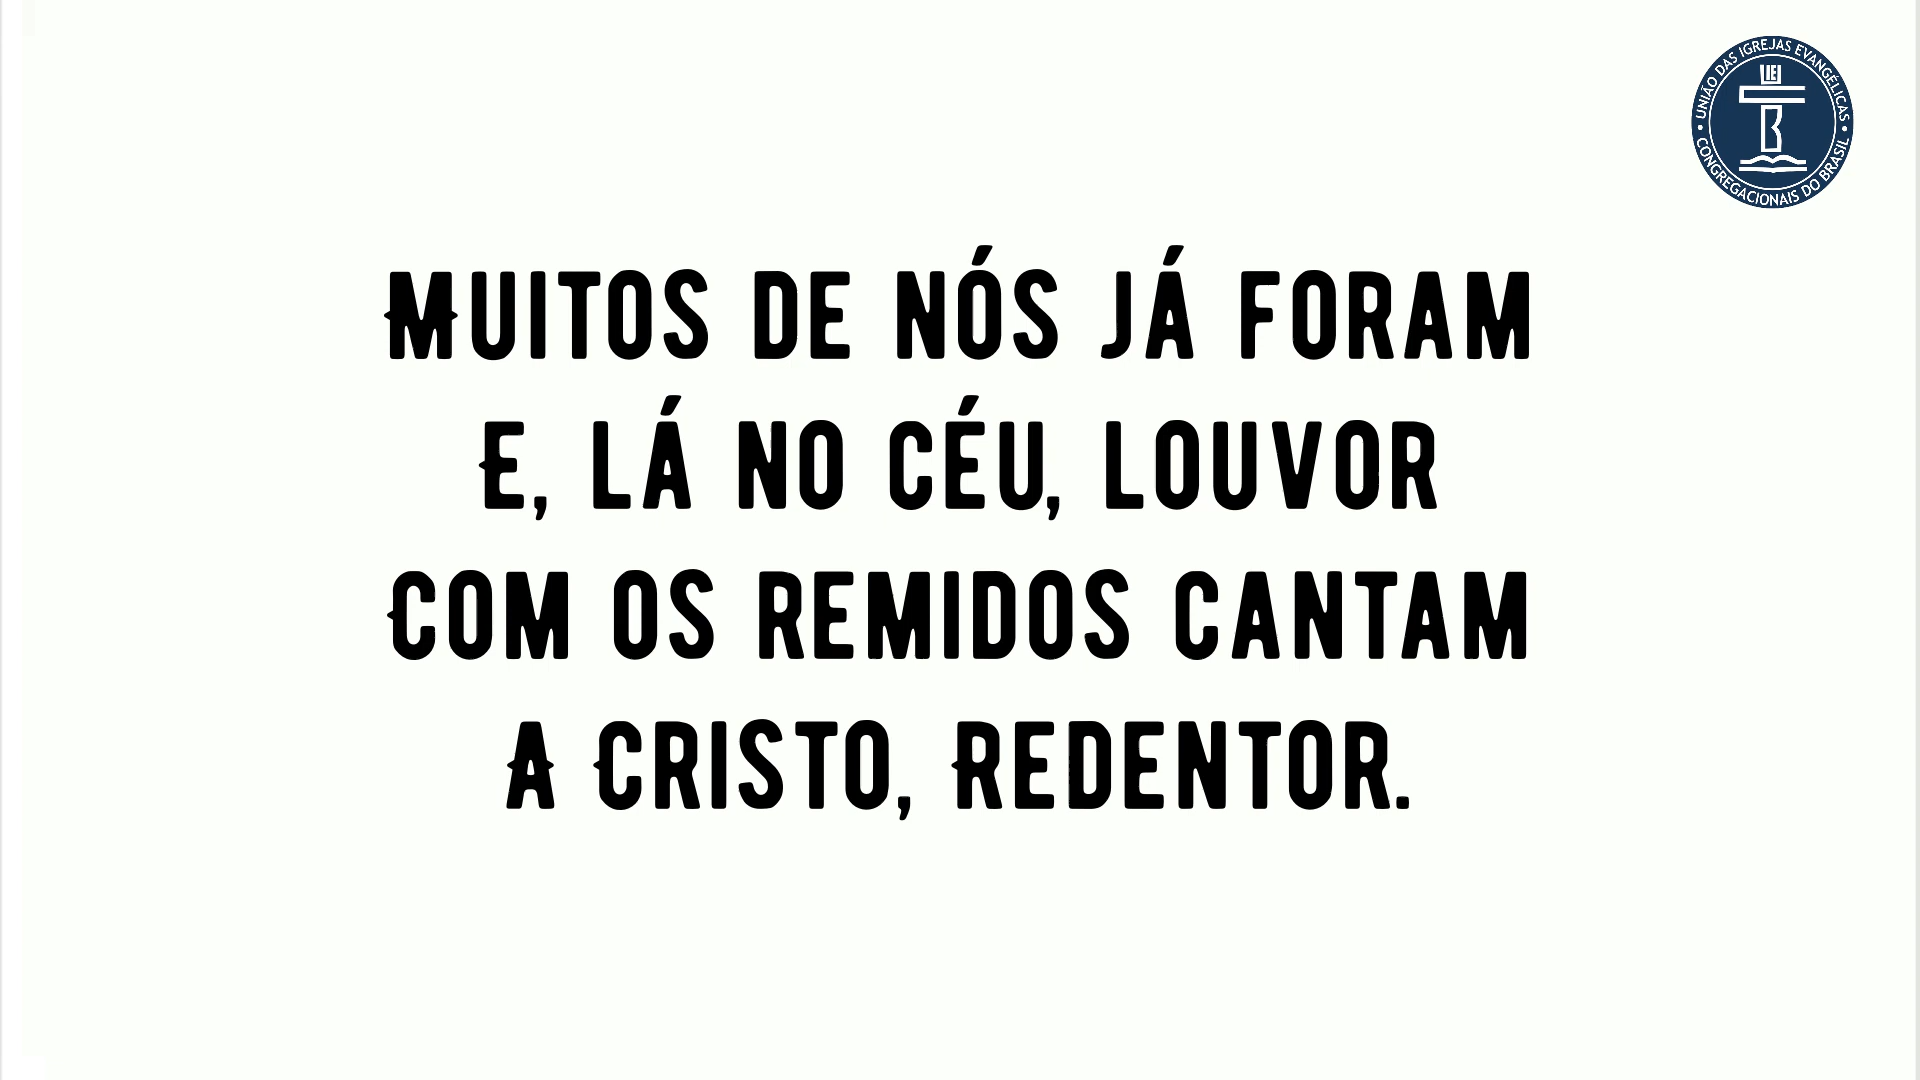 UNIÃO DAS IGREJAS EVANGÉLICAS
CONGREGACIONAIS DO BRASIL
MUITOS DE NÓS JÁ FORAM
E, LÁ NO CÉU, LOUVOR
COM OS REMIDOS CANTAM
A CRISTO, REDENTOR.